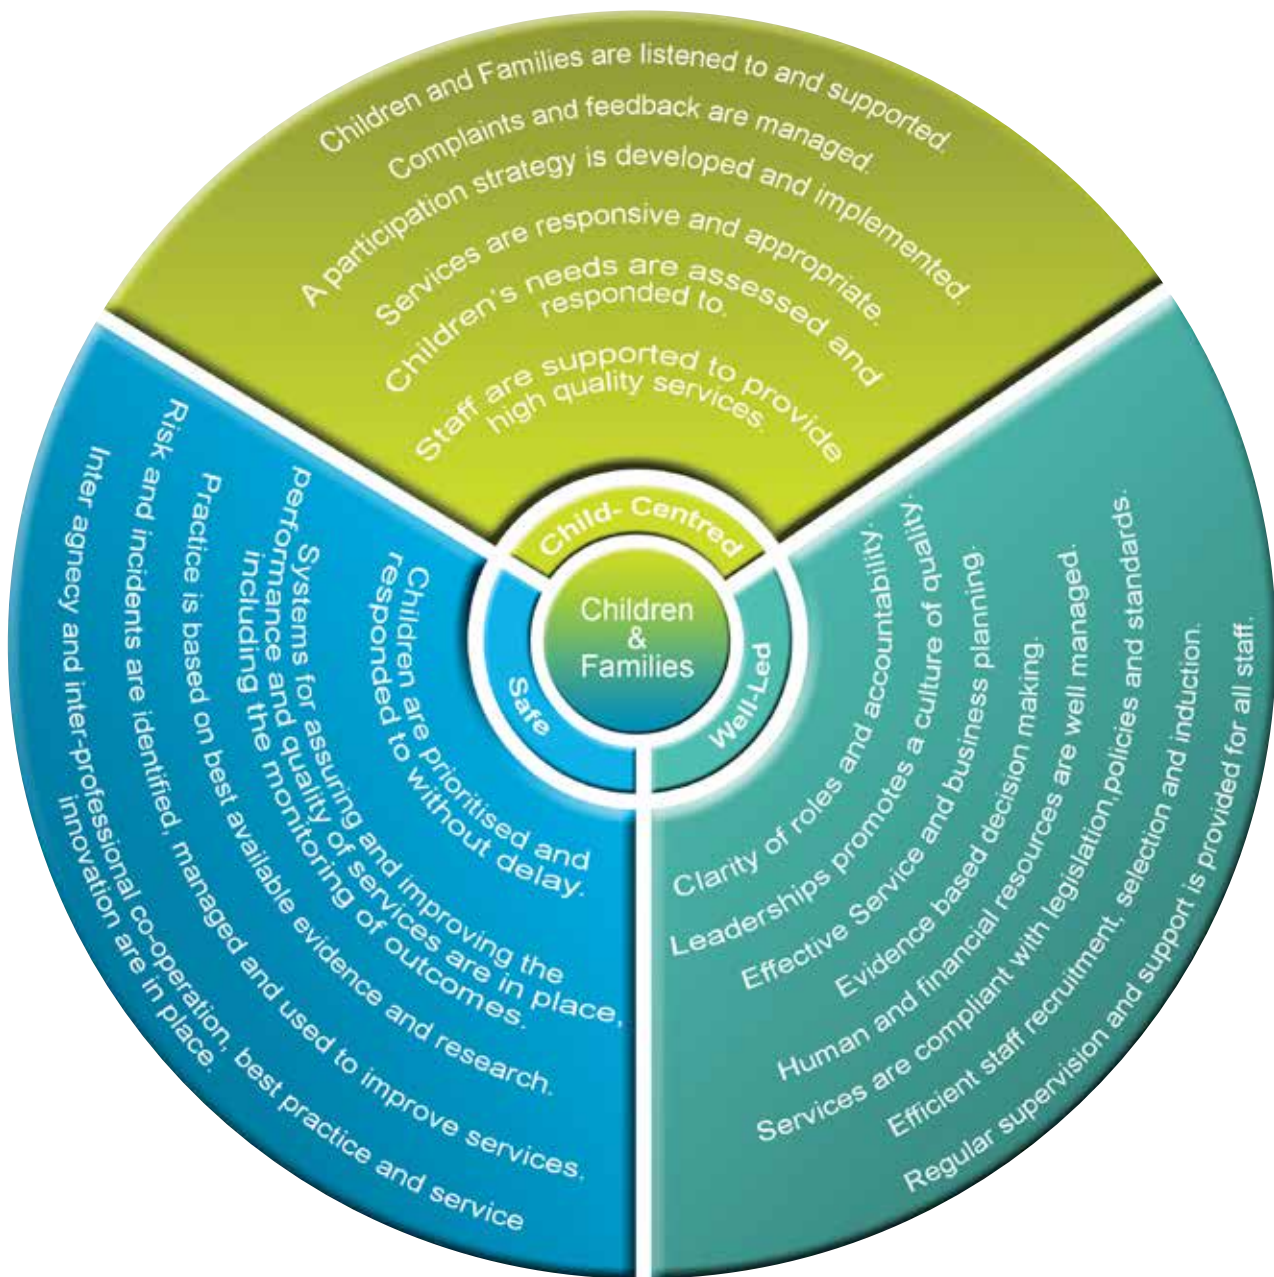 Children and Families are listened to and supported.
Complaints and feedback are managed.
A participation strategy is developed and implemented.
Services are responsive and appropriate.
Children's needs are assessed and
responded to.
Staff are supported to provide
high quality services.
Child- Centred
Children
&
Families
Safe
Well-Led
Clarity of roles and accountability.
Leaderships promotes a culture of quality.
Effective Service and business planning.
Evidence based decision making.
Human and financial resources are well managed.
Services are compliant with legislation,policies and standards.
Efficient staff recruitment, selection and induction.
Regular supervision and support is provided for all staff.
Children are prioritised and
responded to without delay.
Systems for assuring and improving the
performance and quality of services are in place,
including the monitoring of outcomes.
Practice is based on best available evidence and research.
Risk and incidents are identified, managed and used to improve services.
Inter agnecy and inter-professional co-operation, best practice and service
innovation are in place.